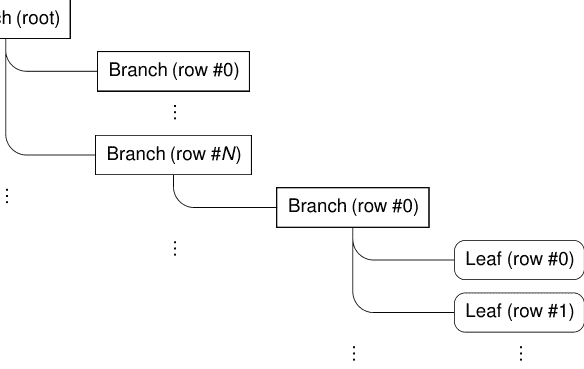 (root)
Branch (row #0)
⋮
Branch (row #N)
⋮
Branch (row #0)
⋮
Leaf (row #0)
Leaf (row #1)
⋮
⋮